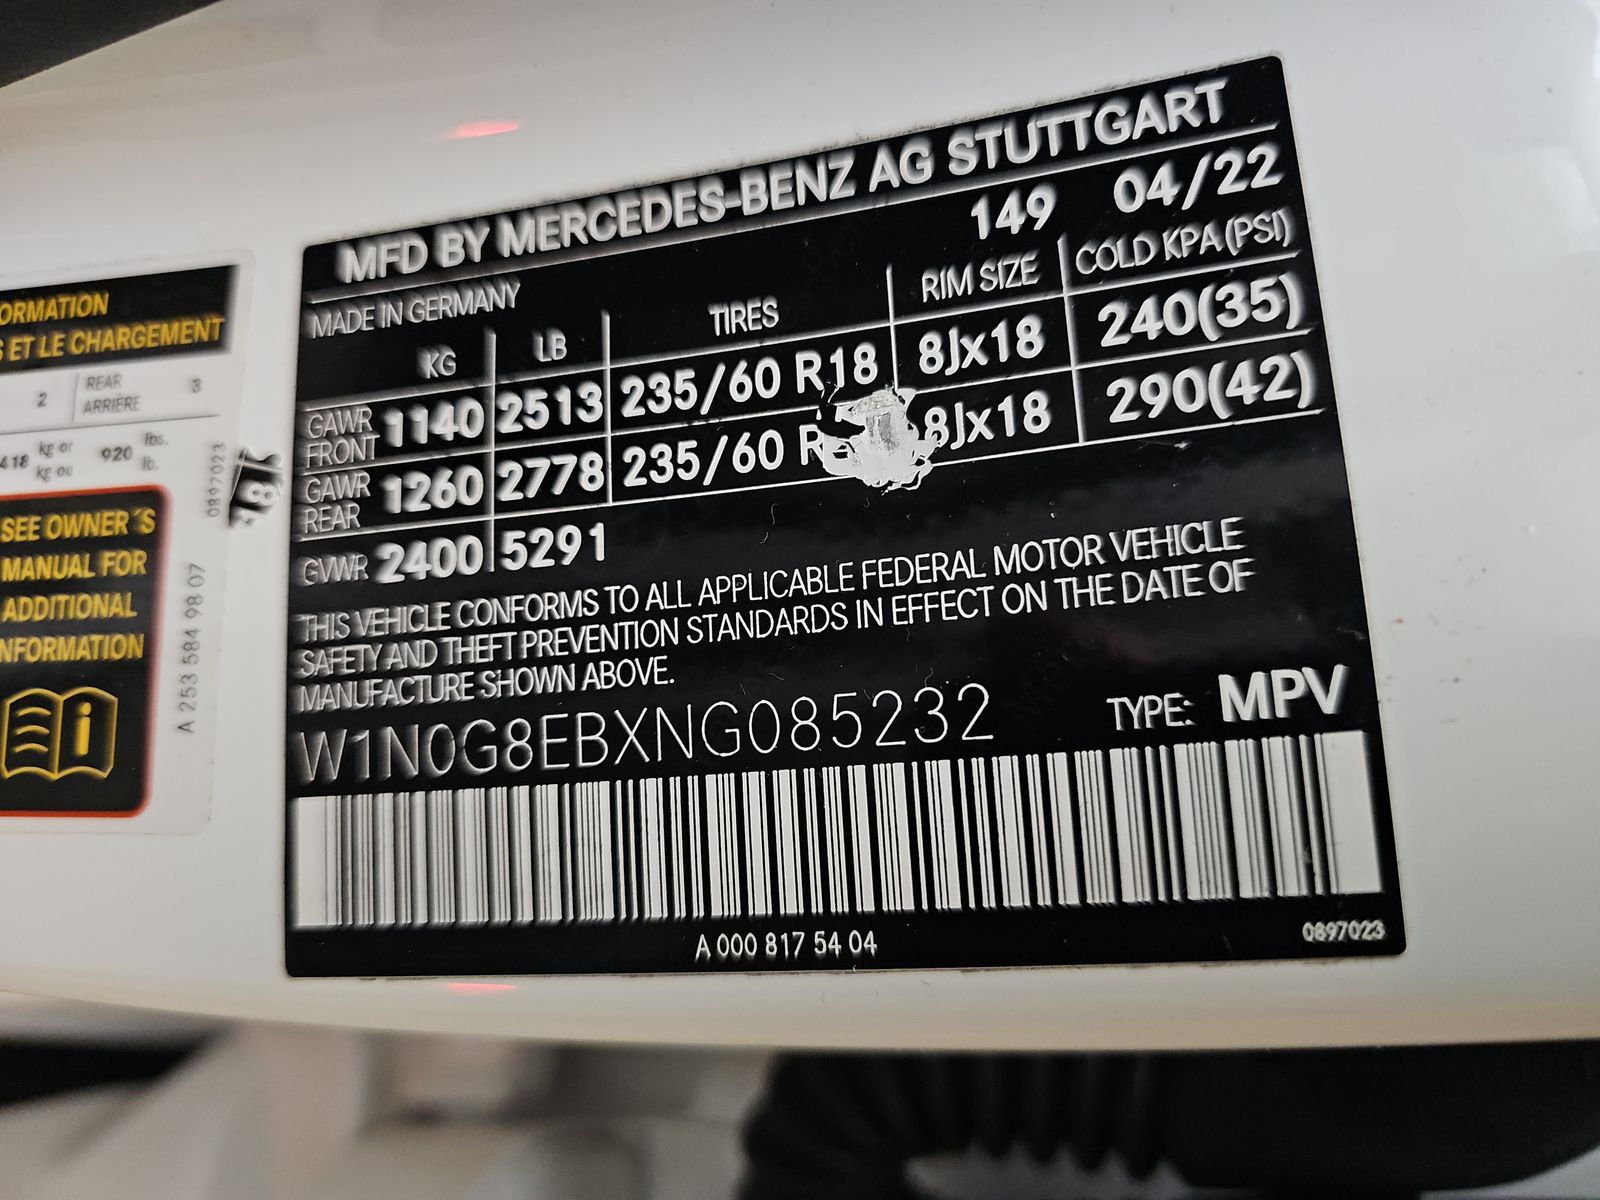 ORMATION
S ET LE CHARGEMENT
2 REAR ARRIÈRE 3
418 kg or kg ou 920 lbs. lb.
SEE OWNER´S
MANUAL FOR
ADDITIONAL
NFORMATION
i
A 253 584 98 07
0897023
787
MFD BY MERCEDES-BENZ AG STUTTGART
MADE IN GERMANY 149 04/22
KG LB TIRES RIM SIZE COLD KPA(PSI)
GAWR FRONT 1140 2513 235/60 R18 8Jx18 240(35)
GAWR REAR 1260 2778 235/60 R 8Jx18 290(42)
GVWR 2400 5291
THIS VEHICLE CONFORMS TO ALL APPLICABLE FEDERAL MOTOR VEHICLE
SAFETY AND THEFT PREVENTION STANDARDS IN EFFECT ON THE DATE OF
MANUFACTURE SHOWN ABOVE.
W1N0G8EBXNG085232 TYPE: MPV
A 000 817 54 04
0897023